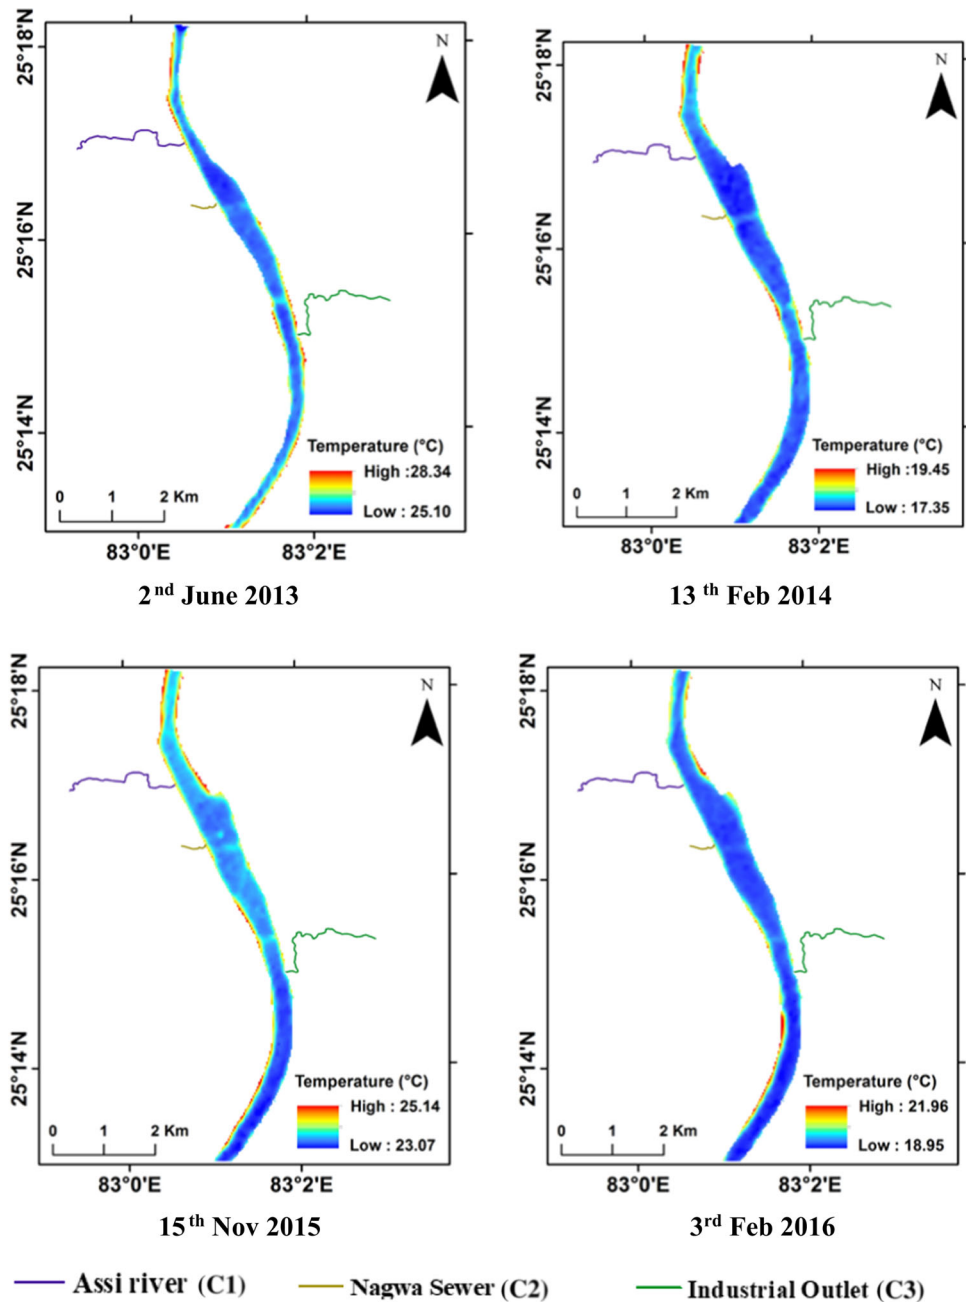 N
25°18'N
25°16'N
25°14'N
Temperature (°C)
High :28.34
Low : 25.10
0 1 2 Km
83°0'E 83°2'E
2nd June 2013
N
25°18'N
25°16'N
25°14'N
Temperature (°C)
High :19.45
Low : 17.35
0 1 2 Km
83°0'E 83°2'E
13 th Feb 2014
N
25°18'N
25°16'N
25°14'N
Temperature (°C)
High : 25.14
Low : 23.07
0 1 2 Km
83°0'E 83°2'E
15th Nov 2015
N
25°18'N
25°16'N
25°14'N
Temperature (°C)
High : 21.96
Low : 18.95
0 1 2 Km
83°0'E 83°2'E
3rd Feb 2016
Assi river (C1) Nagwa Sewer (C2) Industrial Outlet (C3)